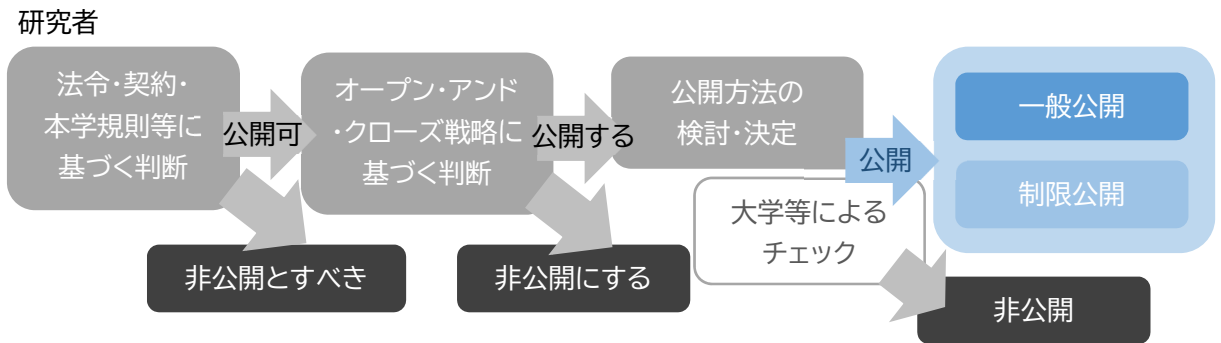 研究者
法令・契約・
本学規則等に
基づく判断
公開可
オープン・アンド
・クローズ戦略に
基づく判断
公開する
公開方法の
検討・決定
公開
一般公開
制限公開
大学等による
チェック
非公開とすべき
非公開にする
非公開